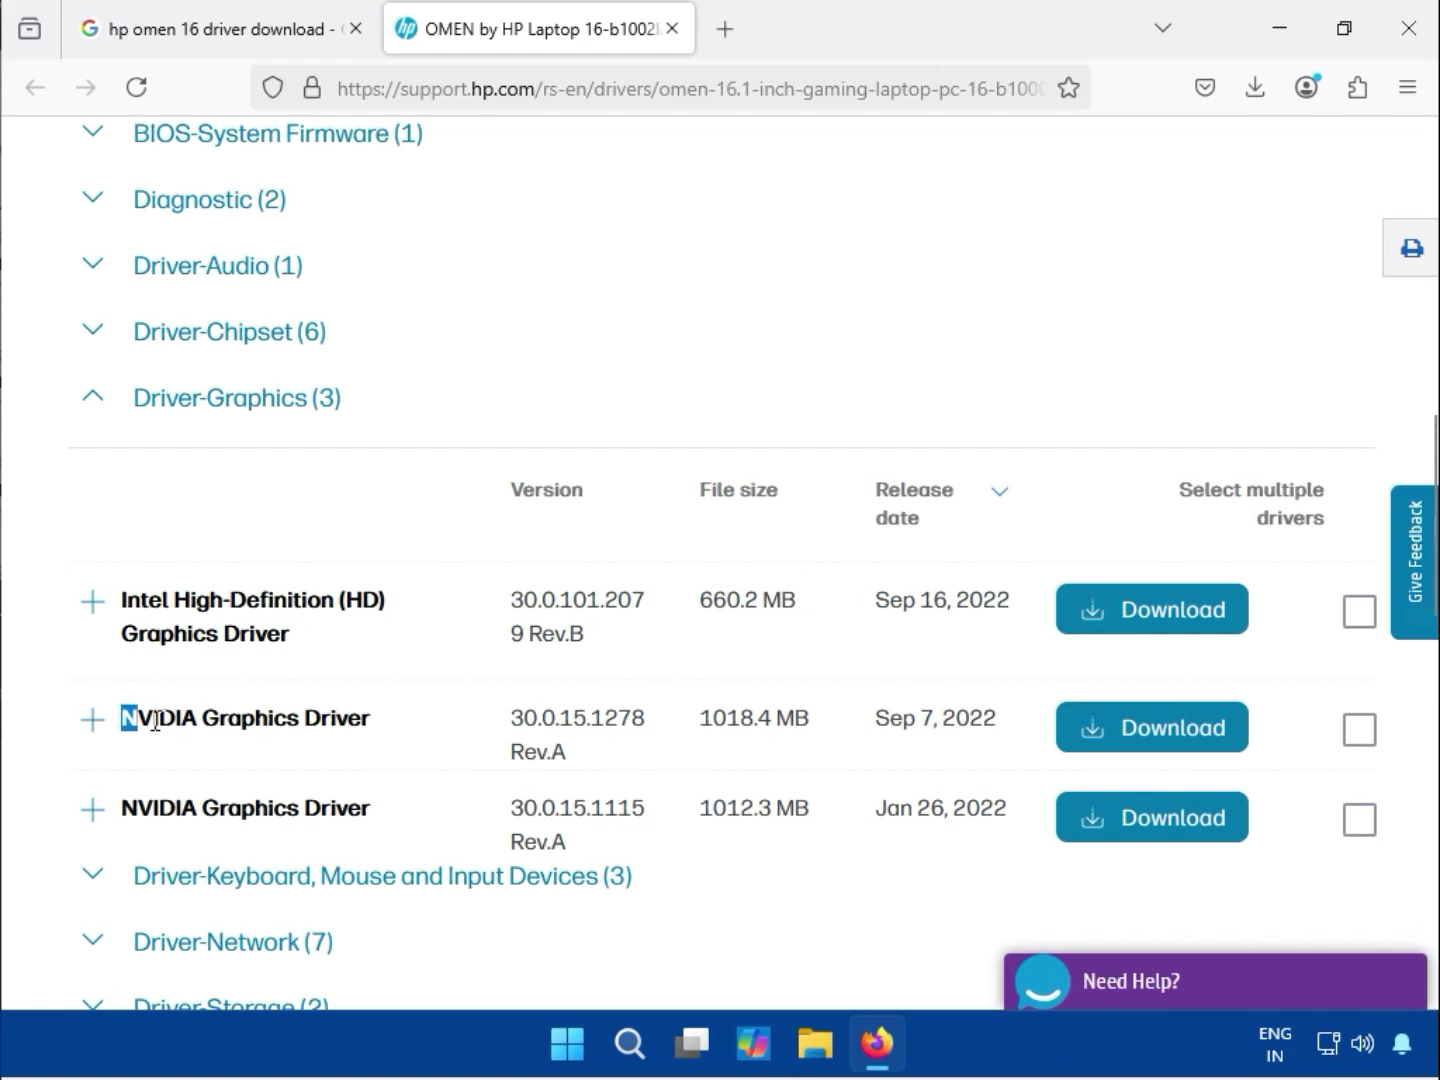 hp omen 16 driver download -
OMEN by HP Laptop 16-b1002
https://support.hp.com/rs-en/drivers/omen-16.1-inch-gaming-laptop-pc-16-b100
BIOS-System Firmware (1)
Diagnostic (2)
Driver-Audio (1)
Driver-Chipset (6)
Driver-Graphics (3)
Version File size Release date Select multiple drivers
Intel High-Definition (HD) 30.0.101.207 660.2 MB Sep 16, 2022 Download
Graphics Driver 9 Rev.B
NVIDIA Graphics Driver 30.0.15.1278 1018.4 MB Sep 7, 2022 Download
Rev.A
NVIDIA Graphics Driver 30.0.15.1115 1012.3 MB Jan 26, 2022 Download
Rev.A
Driver-Keyboard, Mouse and Input Devices (3)
Driver-Network (7)
Driver-Storage (2)
Give Feedback
Need Help?
ENG
IN